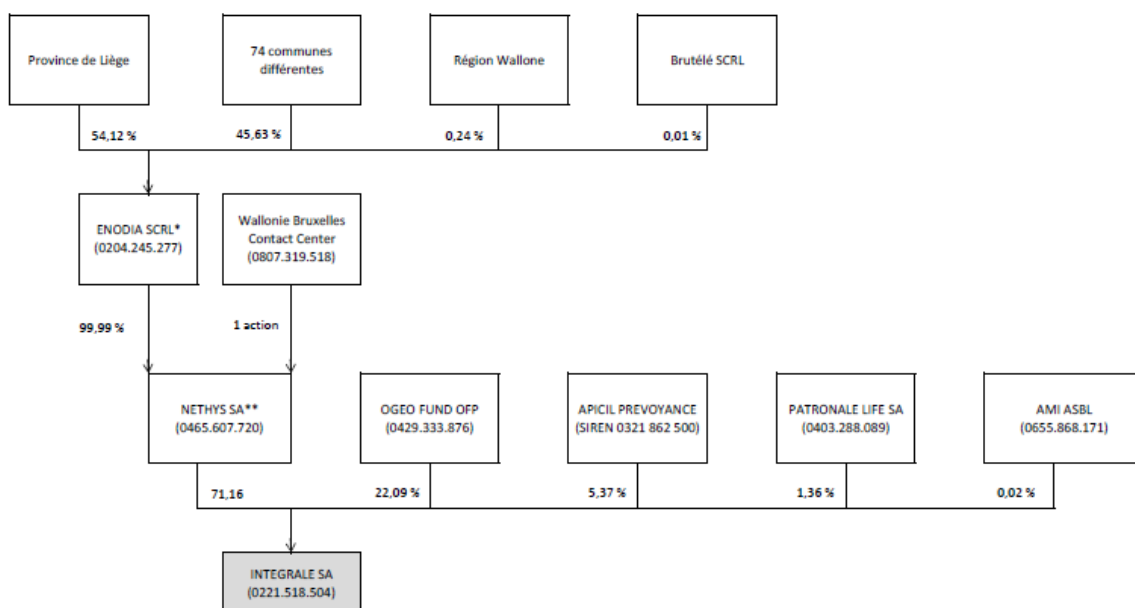 Province de Liège
74 communes
différentes
Région Wallone
Brutélé SCRL
54,12 %
45,63 %
0,24 %
0,01 %
ENODIA SCRL*
(0204.245.277)
Wallonie Bruxelles
Contact Center
(0807.319.518)
99,99 %
1 action
NETHYS SA**
(0465.607.720)
OGEO FUND OFP
(0429.333.876)
APICIL PREVOYANCE
(SIREN 0321 862 500)
PATRONALE LIFE SA
(0403.288.089)
AMI ASBL
(0655.868.171)
71,16
22,09 %
5,37 %
1,36 %
0,02 %
INTEGRALE SA
(0221.518.504)